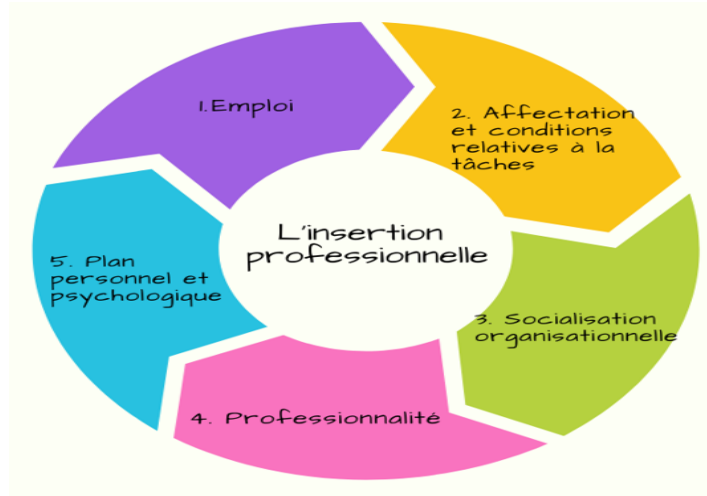 1.Emploi
2. Affectation
et conditions
relatives à la
tâches
L'insertion
professionnelle
3. Socialisation
organisationnelle
4. Professionnalité
5. Plan
personnel et
psychologique